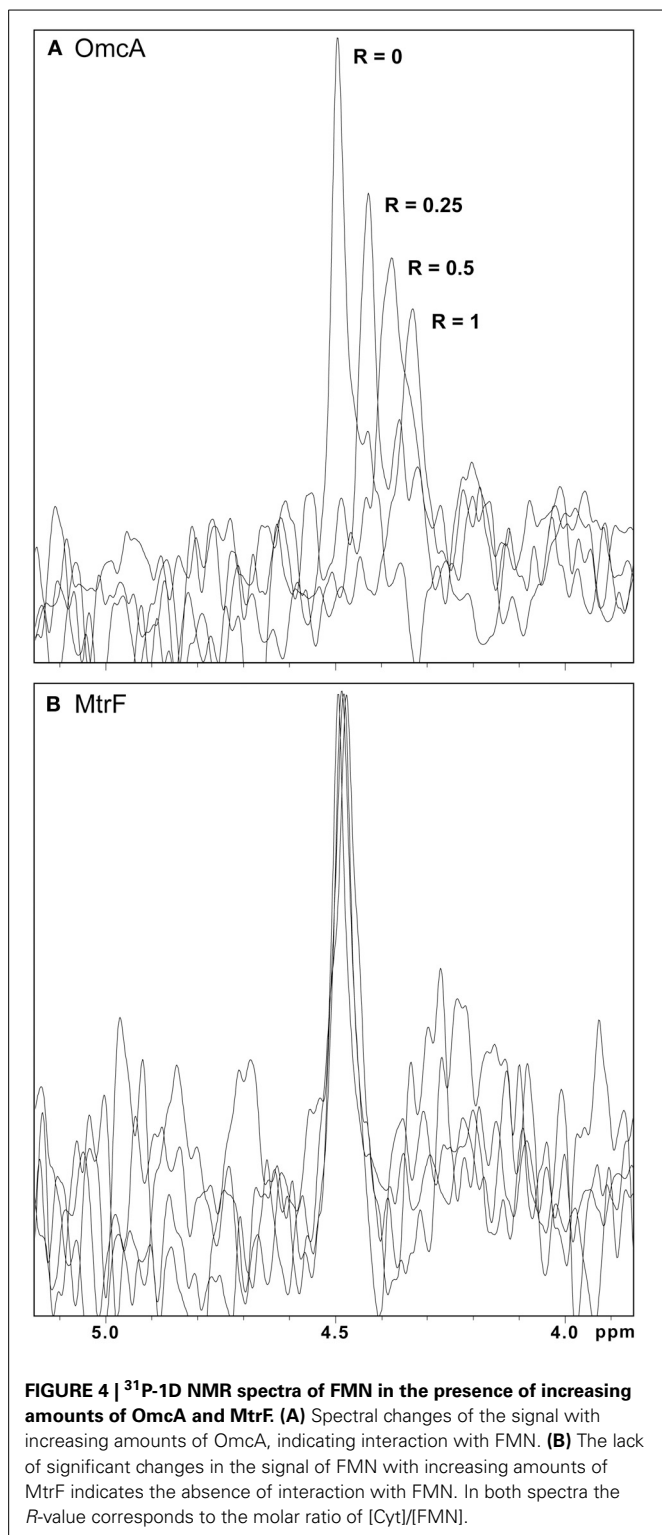 A OmcA
R = 0
R = 0.25
R = 0.5
R = 1
B MtrF
5.0 4.5 4.0 ppm
FIGURE 4 | ³¹P-1D NMR spectra of FMN in the presence of increasing
amounts of OmcA and MtrF. (A) Spectral changes of the signal with
increasing amounts of OmcA, indicating interaction with FMN. (B) The lack
of significant changes in the signal of FMN with increasing amounts of
MtrF indicates the absence of interaction with FMN. In both spectra the
R-value corresponds to the molar ratio of [Cyt]/[FMN].